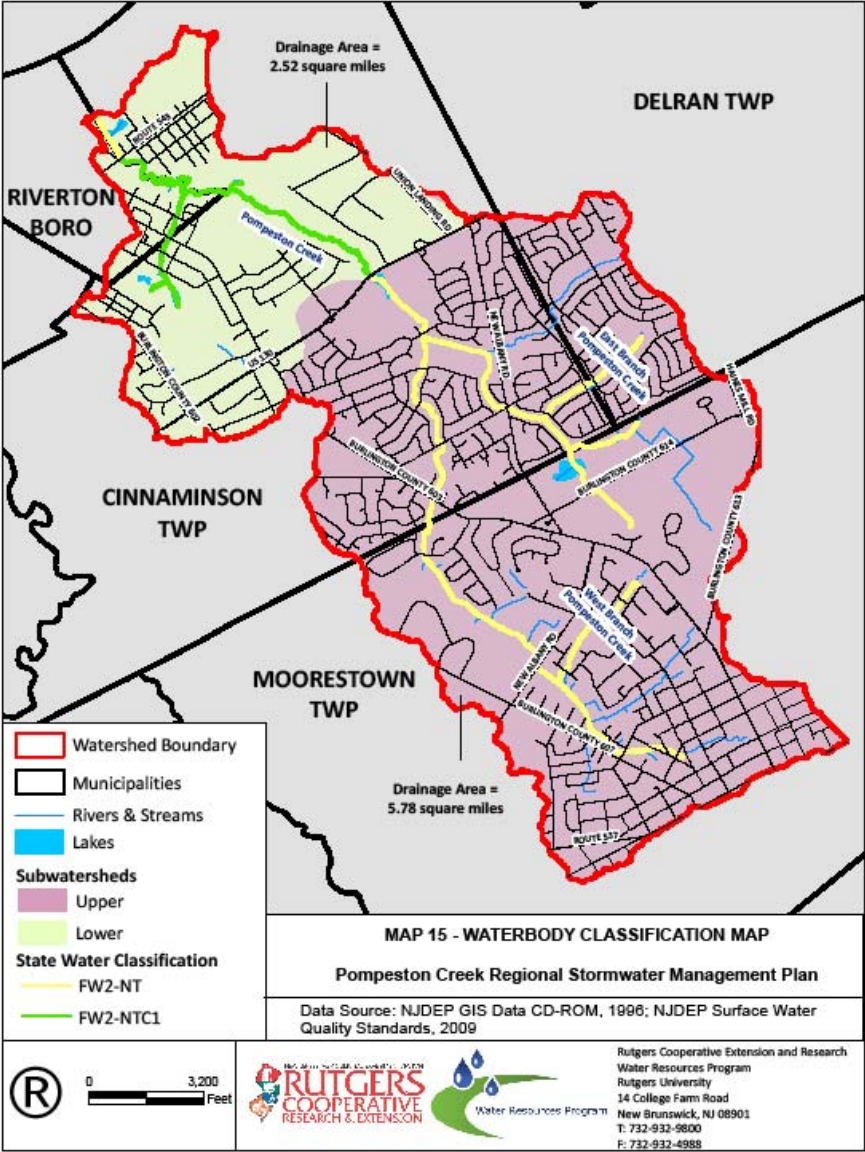 Drainage Area =
2.52 square miles
DELRAN TWP
ROUTE 543
RIVERTON
BORO
UNION LANDING RD
Pompeston Creek
NEW ALBANY RD
East Branch
Pompeston Creek
HAINES MILL RD
US 130
BURLINGTON COUNTY 602
BURLINGTON COUNTY 603
BURLINGTON COUNTY 614
CINNAMINSON
TWP
BURLINGTON COUNTY 613
West Branch
Pompeston Creek
NEW ALBANY RD
MOORESTOWN
TWP
BURLINGTON COUNTY 607
Drainage Area =
5.78 square miles
ROUTE 537
Watershed Boundary
Municipalities
Rivers & Streams
Lakes
Subwatersheds
Upper
Lower
State Water Classification
FW2-NT
FW2-NTC1
MAP 15 - WATERBODY CLASSIFICATION MAP
Pompeston Creek Regional Stormwater Management Plan
Data Source: NJDEP GIS Data CD-ROM, 1996; NJDEP Surface Water
Quality Standards, 2009
R
0 3,200
Feet
RUTGERS
COOPERATIVE
RESEARCH & EXTENSION
Water Resources Program
Rutgers Cooperative Extension and Research
Water Resources Program
Rutgers University
14 College Farm Road
New Brunswick, NJ 08901
T: 732-932-9800
F: 732-932-4988